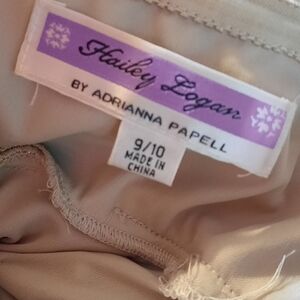 Hailey Logan
BY ADRIANNA PAPELL
9/10
MADE IN
CHINA